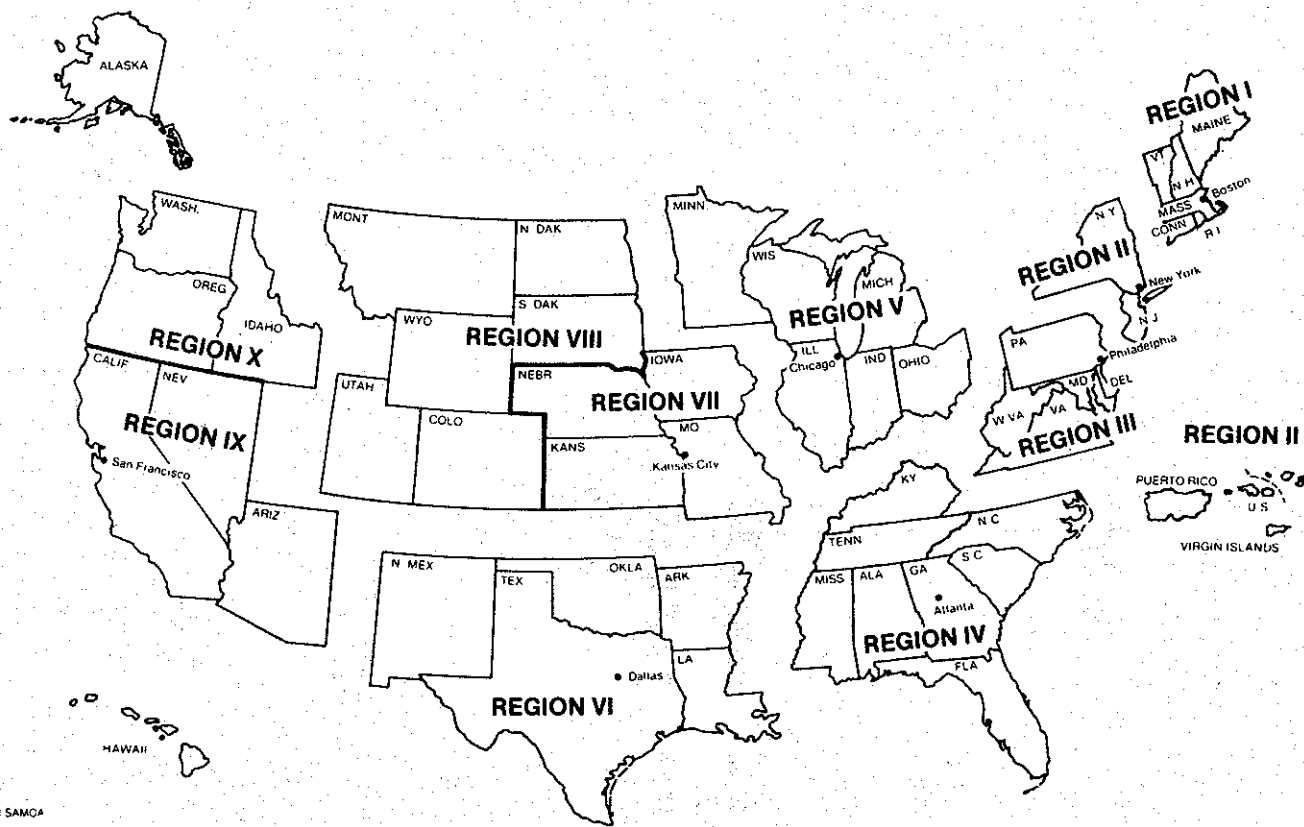 ALASKA
REGION I
MAINE
VT
N H
Boston
MASS
CONN
R I
WASH.
MONT
N DAK
MINN.
N Y
REGION II
New York
WIS
MICH
OREG
S DAK
REGION V
N J
IDAHO
WYO
REGION VIII
REGION X
PA
Philadelphia
CALIF
NEV
UTAH
NEBR
IOWA
ILL
Chicago
IND
OHIO
MD
DEL
REGION VII
COLO
W VA
VA
REGION IX
MO
REGION III
REGION II
KANS
Kansas City
San Francisco
KY
PUERTO RICO
U S
VIRGIN ISLANDS
ARIZ
N C
TENN
S C
N MEX
TEX
OKLA
ARK
MISS
ALA
GA
Atlanta
REGION IV
LA
FLA
Dallas
REGION VI
HAWAII
SAMOA